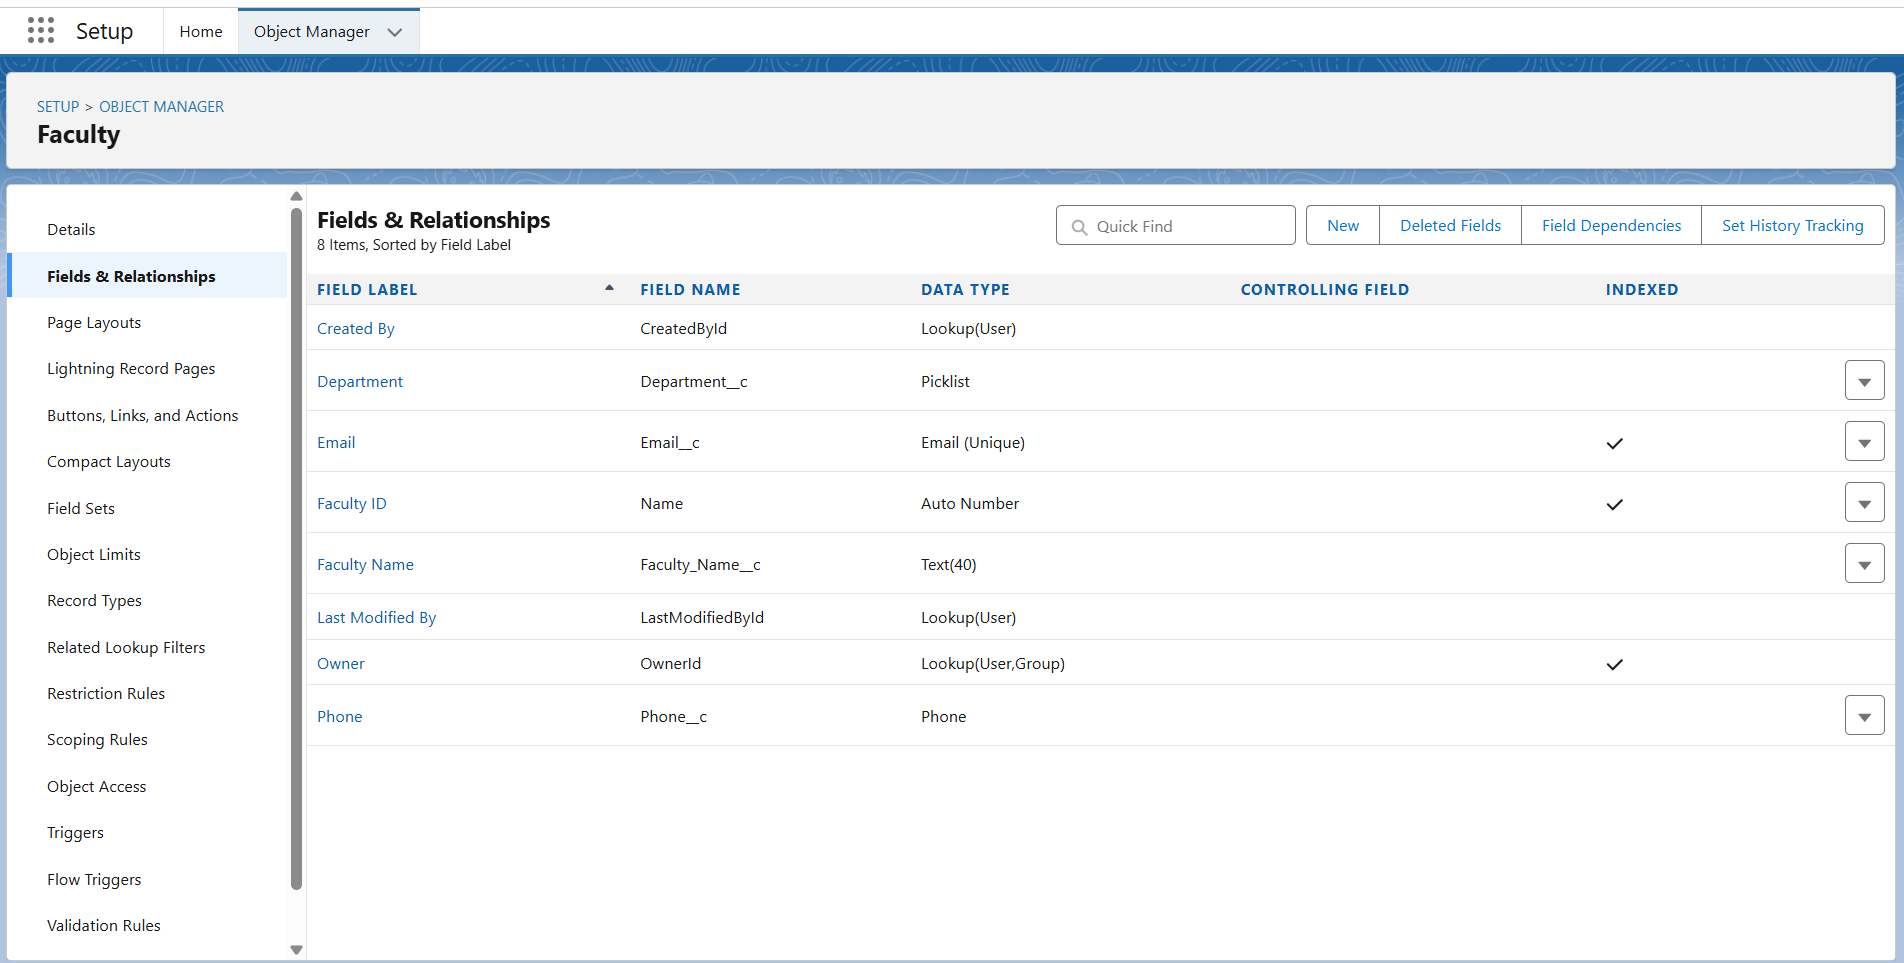 Setup
Home
Object Manager
SETUP > OBJECT MANAGER
Faculty
Details
Fields & Relationships
Page Layouts
Lightning Record Pages
Buttons, Links, and Actions
Compact Layouts
Field Sets
Object Limits
Record Types
Related Lookup Filters
Restriction Rules
Scoping Rules
Object Access
Triggers
Flow Triggers
Validation Rules
Fields & Relationships
8 Items, Sorted by Field Label
Quick Find
New
Deleted Fields
Field Dependencies
Set History Tracking
FIELD LABEL FIELD NAME DATA TYPE CONTROLLING FIELD INDEXED
Created By CreatedById Lookup(User)
Department Department__c Picklist
Email Email__c Email (Unique)
Faculty ID Name Auto Number
Faculty Name Faculty_Name__c Text(40)
Last Modified By LastModifiedById Lookup(User)
Owner OwnerId Lookup(User,Group)
Phone Phone__c Phone